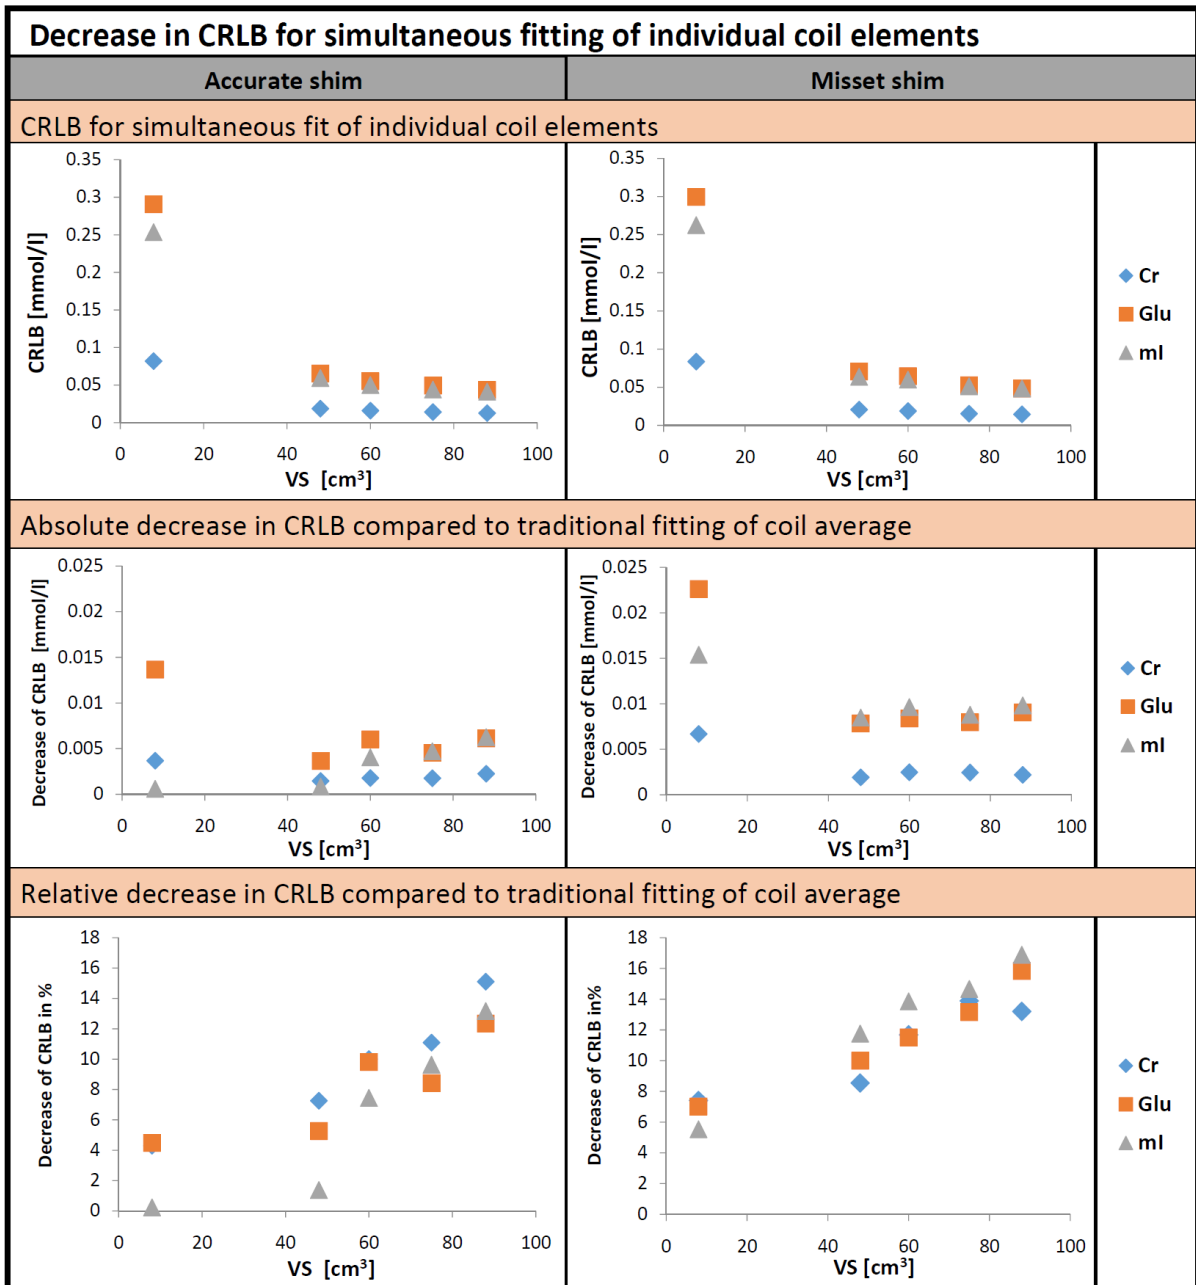 Decrease in CRLB for simultaneous fitting of individual coil elements
Accurate shim
Misset shim
CRLB for simultaneous fit of individual coil elements
0.35
0.3
0.25
0.2
0.15
0.1
0.05
0
CRLB [mmol/l]
0 20 40 60 80 100
VS [cm³]
0.35
0.3
0.25
0.2
0.15
0.1
0.05
0
CRLB [mmol/l]
0 20 40 60 80 100
VS [cm³]
Cr
Glu
mI
Absolute decrease in CRLB compared to traditional fitting of coil average
0.025
0.02
0.015
0.01
0.005
0
Decrease of CRLB [mmol/l]
0 20 40 60 80 100
VS [cm³]
0.025
0.02
0.015
0.01
0.005
0
Decrease of CRLB [mmol/l]
0 20 40 60 80 100
VS [cm³]
Cr
Glu
mI
Relative decrease in CRLB compared to traditional fitting of coil average
18
16
14
12
10
8
6
4
2
0
Decrease of CRLB in %
0 20 40 60 80 100
VS [cm³]
18
16
14
12
10
8
6
4
2
0
Decrease of CRLB in%
0 20 40 60 80 100
VS [cm³]
Cr
Glu
mI